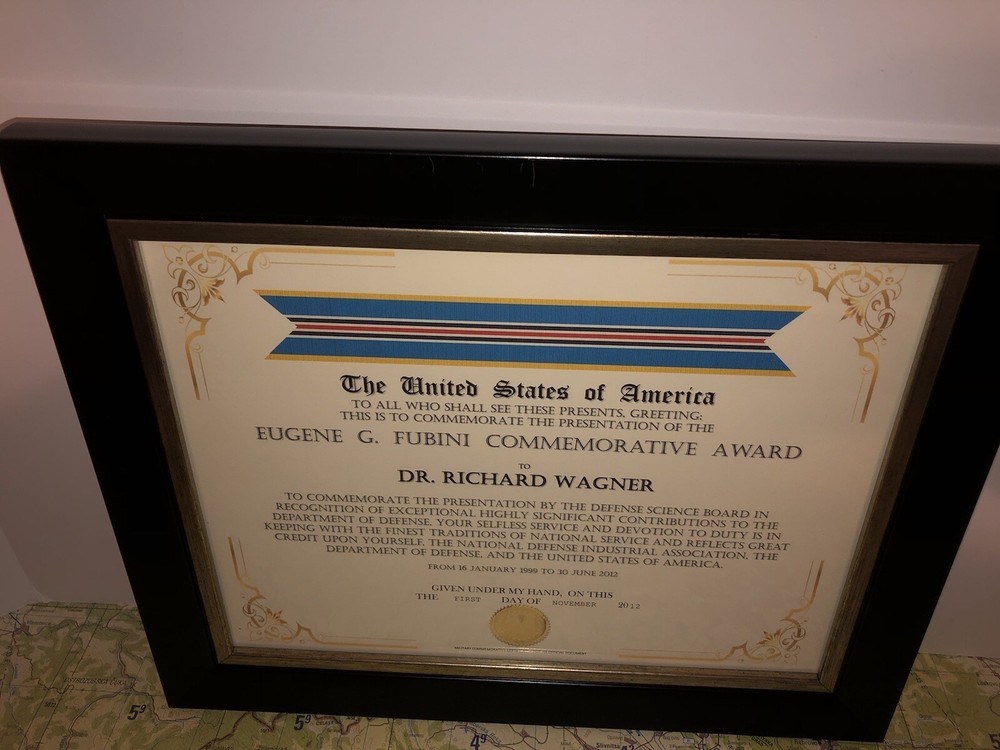 The United States of America
TO ALL WHO SHALL SEE THESE PRESENTS, GREETING:
THIS IS TO COMMEMORATE THE PRESENTATION OF THE
EUGENE G. FUBINI COMMEMORATIVE AWARD
TO
DR. RICHARD WAGNER
TO COMMEMORATE THE PRESENTATION BY THE DEFENSE SCIENCE BOARD IN
RECOGNITION OF EXCEPTIONAL HIGHLY SIGNIFICANT CONTRIBUTIONS TO THE
DEPARTMENT OF DEFENSE. YOUR SELFLESS SERVICE AND DEVOTION TO DUTY IS IN
KEEPING WITH THE FINEST TRADITIONS OF NATIONAL SERVICE AND REFLECTS GREAT
CREDIT UPON YOURSELF, THE NATIONAL DEFENSE INDUSTRIAL ASSOCIATION, THE
DEPARTMENT OF DEFENSE, AND THE UNITED STATES OF AMERICA.
FROM 16 JANUARY 1999 TO 30 JUNE 2012
GIVEN UNDER MY HAND, ON THIS
THE FIRST DAY OF NOVEMBER 2012
59
59
49